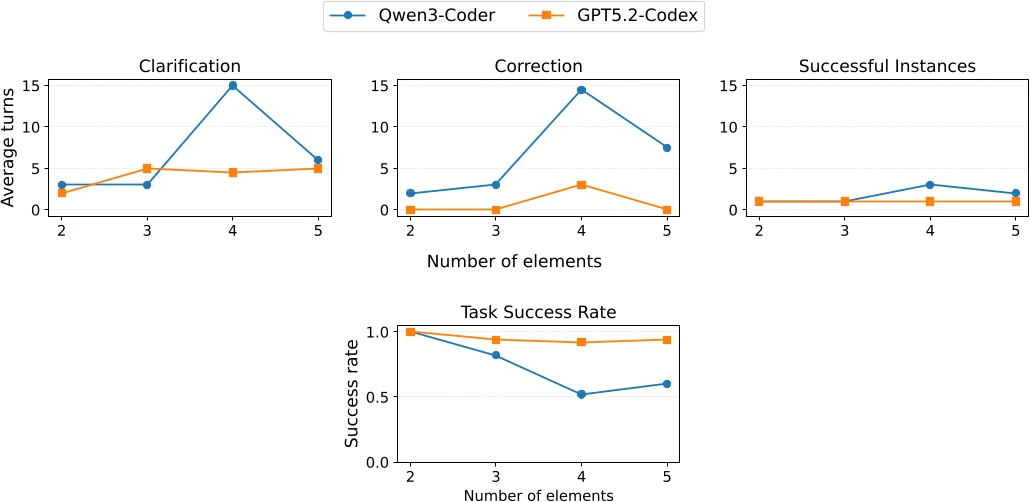 Qwen3-Coder GPT5.2-Codex
Clarification
Correction
Successful Instances
Average turns
15
10
5
0
2 3 4 5
15
10
5
0
2 3 4 5
15
10
5
0
2 3 4 5
Number of elements
Task Success Rate
Success rate
1.0
0.5
0.0
2 3 4 5
Number of elements